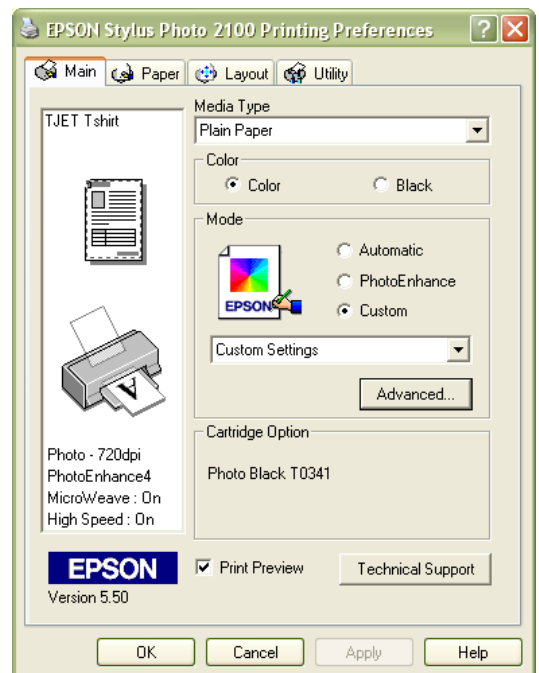 EPSON Stylus Photo 2100 Printing Preferences
Main
Paper
Layout
Utility
TJET Tshirt
Photo - 720dpi
PhotoEnhance4
MicroWeave : On
High Speed : On
EPSON
Version 5.50
Media Type
Plain Paper
Color
Color
Black
Mode
EPSON
Automatic
PhotoEnhance
Custom
Custom Settings
Advanced...
Cartridge Option
Photo Black T0341
Print Preview
Technical Support
OK
Cancel
Apply
Help